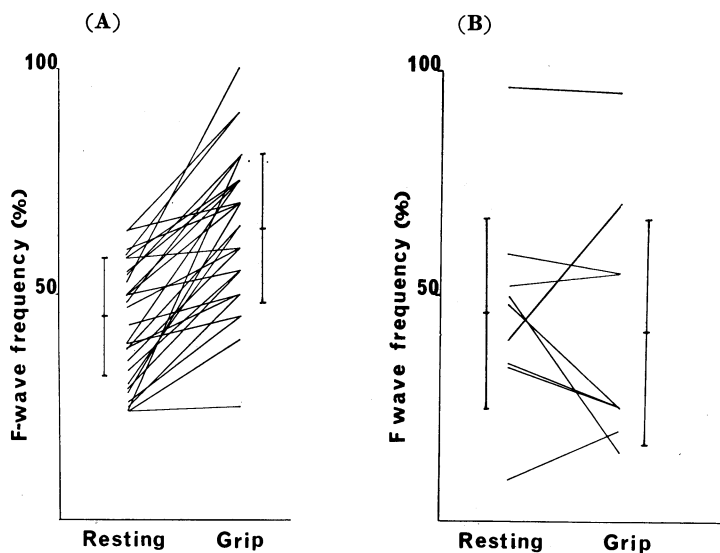 (A)
100
50
F-wave frequency (%)
Resting Grip
(B)
100
50
F wave frequency (%)
Resting Grip